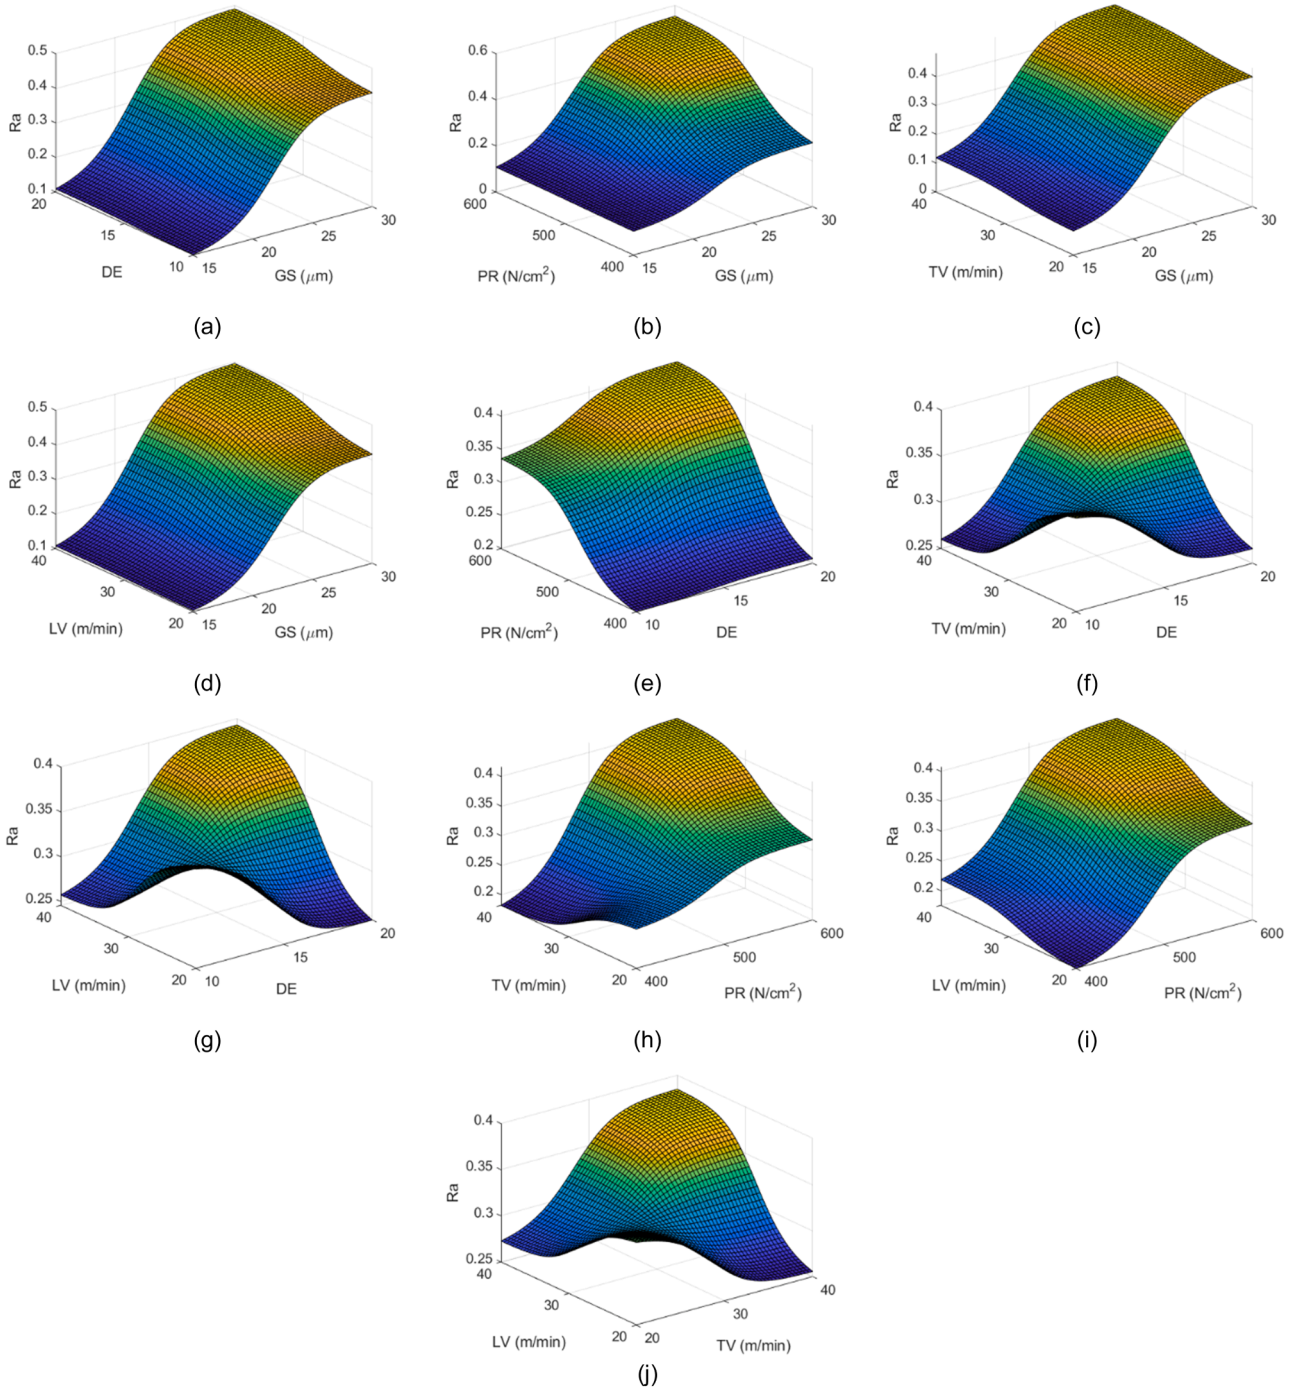 0.5
0.4
0.3
0.2
0.1
Ra
20
15
10
DE
15
20
25
30
GS (μm)
(a)
0.6
0.4
0.2
0
Ra
600
500
400
PR (N/cm²)
15
20
25
30
GS (μm)
(b)
0.4
0.3
0.2
0.1
0
Ra
40
30
20
TV (m/min)
15
20
25
30
GS (μm)
(c)
0.5
0.4
0.3
0.2
0.1
Ra
40
30
20
LV (m/min)
15
20
25
30
GS (μm)
(d)
0.4
0.35
0.3
0.25
0.2
Ra
600
500
400
PR (N/cm²)
10
15
20
DE
(e)
0.4
0.35
0.3
0.25
Ra
40
30
20
TV (m/min)
10
15
20
DE
(f)
0.4
0.35
0.3
0.25
Ra
40
30
20
LV (m/min)
10
15
20
DE
(g)
0.4
0.35
0.3
0.25
0.2
Ra
40
30
20
TV (m/min)
400
500
600
PR (N/cm²)
(h)
0.4
0.35
0.3
0.25
0.2
Ra
40
30
20
LV (m/min)
400
500
600
PR (N/cm²)
(i)
0.4
0.35
0.3
0.25
Ra
40
30
20
LV (m/min)
20
30
40
TV (m/min)
(j)